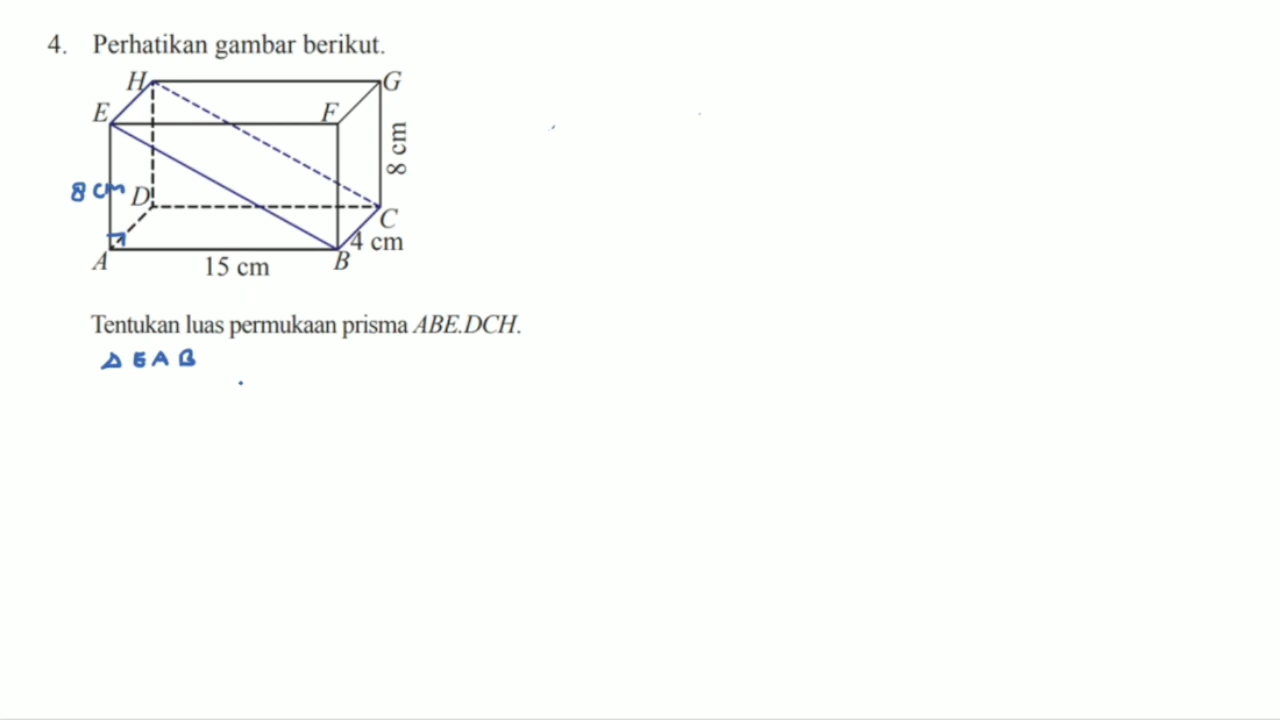 4. Perhatikan gambar berikut.
H
G
E
F
8 cm
8 cm
D
C
4 cm
A
15 cm
B
Tentukan luas permukaan prisma ABE.DCH.
Δ EAB